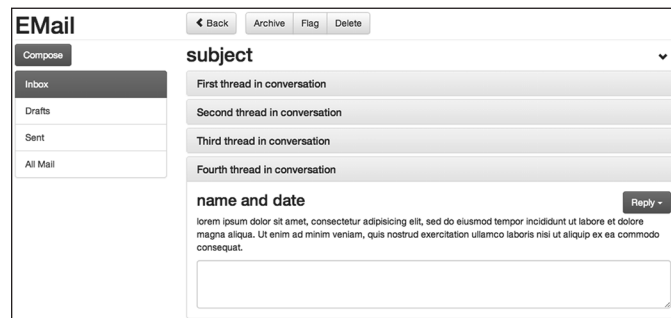 EMail
Back
Archive
Flag
Delete
Compose
Inbox
Drafts
Sent
All Mail
subject
First thread in conversation
Second thread in conversation
Third thread in conversation
Fourth thread in conversation
name and date
Reply
lorem ipsum dolor sit amet, consectetur adipisicing elit, sed do eiusmod tempor incididunt ut labore et dolore
magna aliqua. Ut enim ad minim veniam, quis nostrud exercitation ullamco laboris nisi ut aliquip ex ea commodo
consequat.